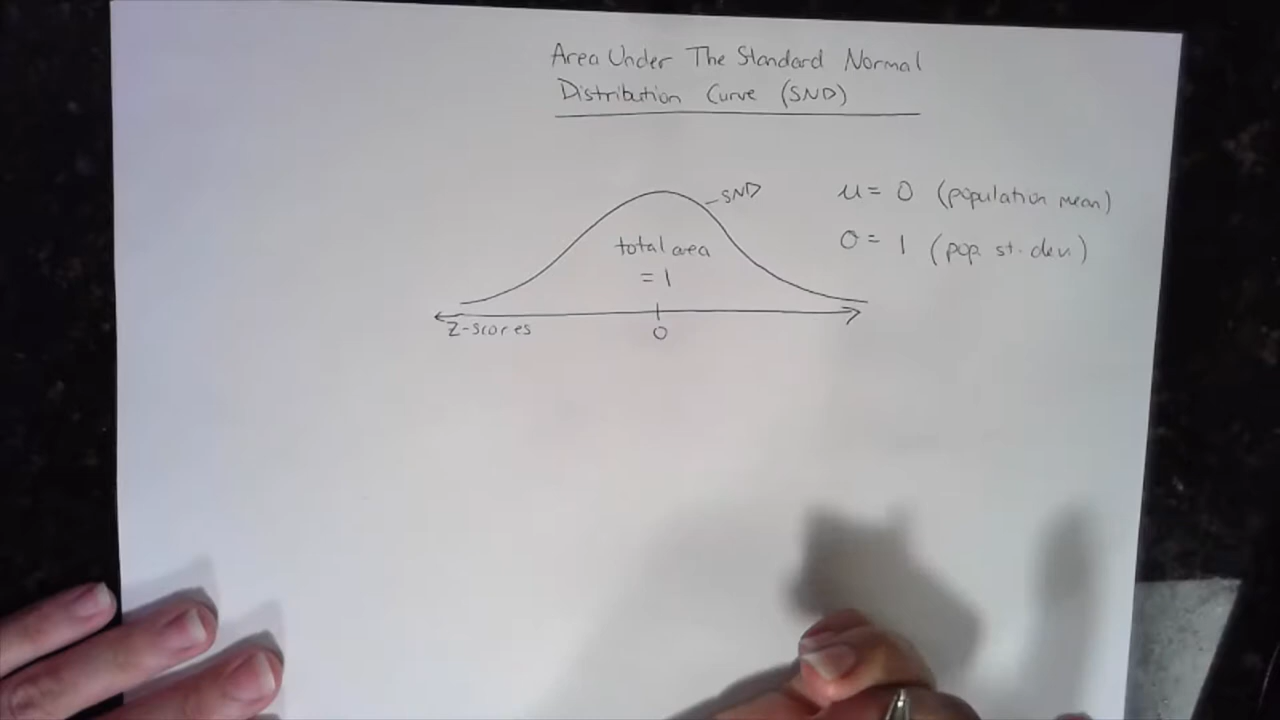 Area Under The Standard Normal
Distribution Curve (SND)
SND
μ = 0 (population mean)
total area
= 1
σ = 1 (pop. st. dev.)
Z-scores
0